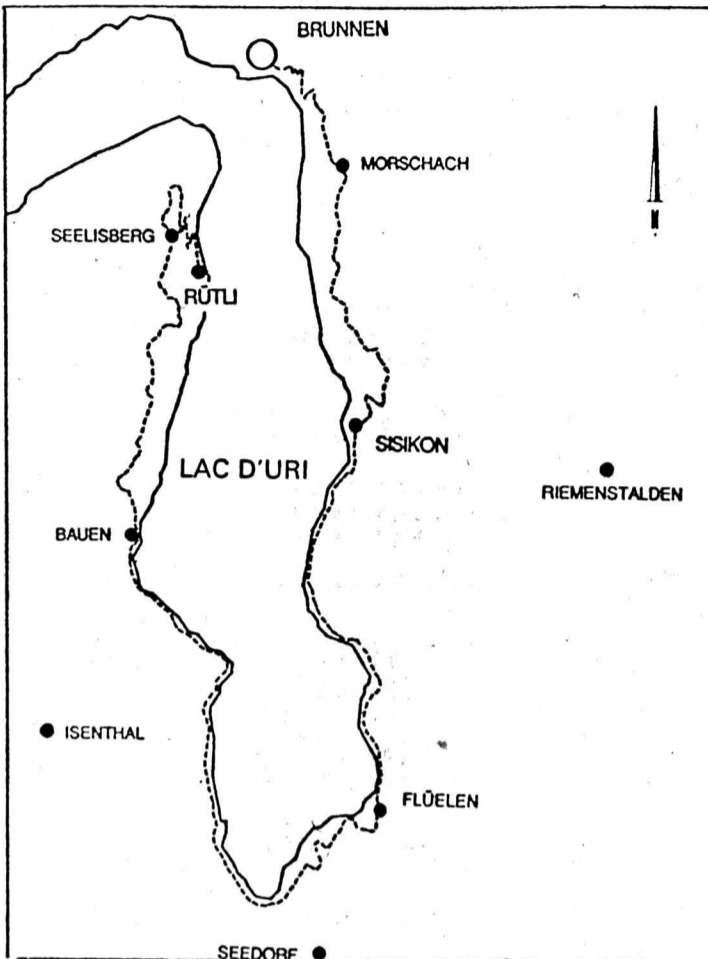 BRUNNEN
MORSCHACH
N
SEELISBERG
RÜTLI
SISIKON
LAC D'URI
RIEMENSTALDEN
BAUEN
ISENTHAL
FLÜELEN
SEEDORF